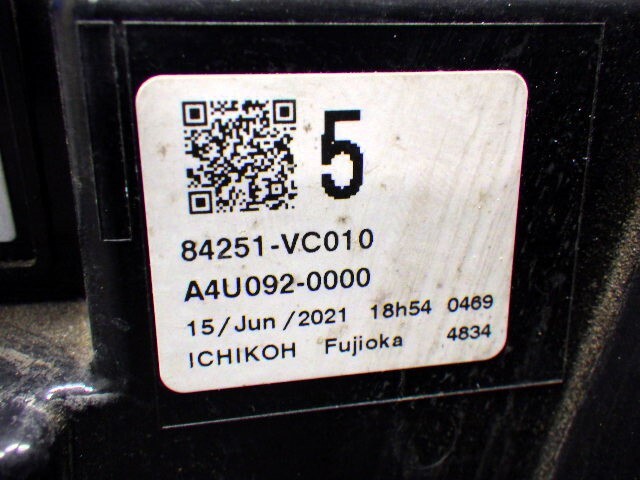 5
84251-VC010
A4U092-0000
15/Jun/2021 18h54 0469
ICHIKOH Fujioka 4834